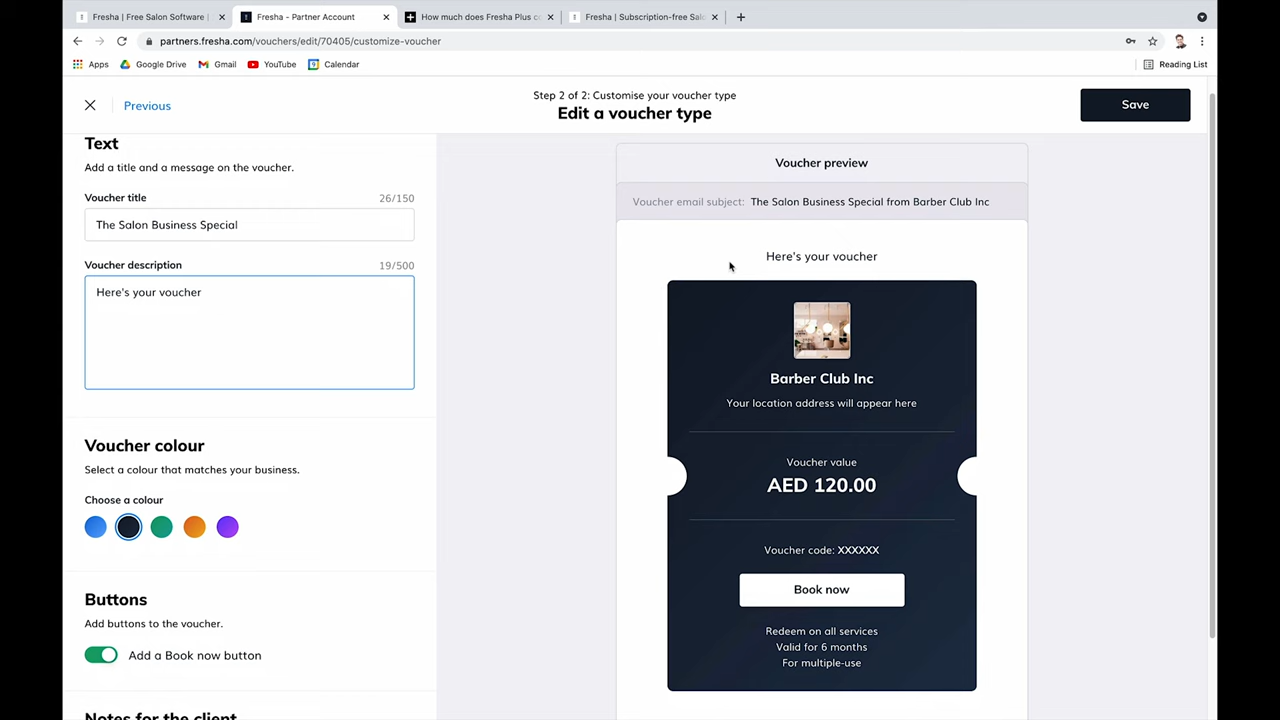 Fresha | Free Salon Software |
Fresha - Partner Account
How much does Fresha Plus co
Fresha | Subscription-free Sal
partners.fresha.com/vouchers/edit/70405/customize-voucher
Apps
Google Drive
Gmail
YouTube
Calendar
Reading List
Previous
Step 2 of 2: Customise your voucher type
Edit a voucher type
Save
Text
Add a title and a message on the voucher.
Voucher title
26/150
The Salon Business Special
Voucher description
19/500
Here's your voucher
Voucher colour
Select a colour that matches your business.
Choose a colour
Buttons
Add buttons to the voucher.
Add a Book now button
Notes for the client
Voucher preview
Voucher email subject: The Salon Business Special from Barber Club Inc
Here's your voucher
Barber Club Inc
Your location address will appear here
Voucher value
AED 120.00
Voucher code: XXXXXX
Book now
Redeem on all services
Valid for 6 months
For multiple-use